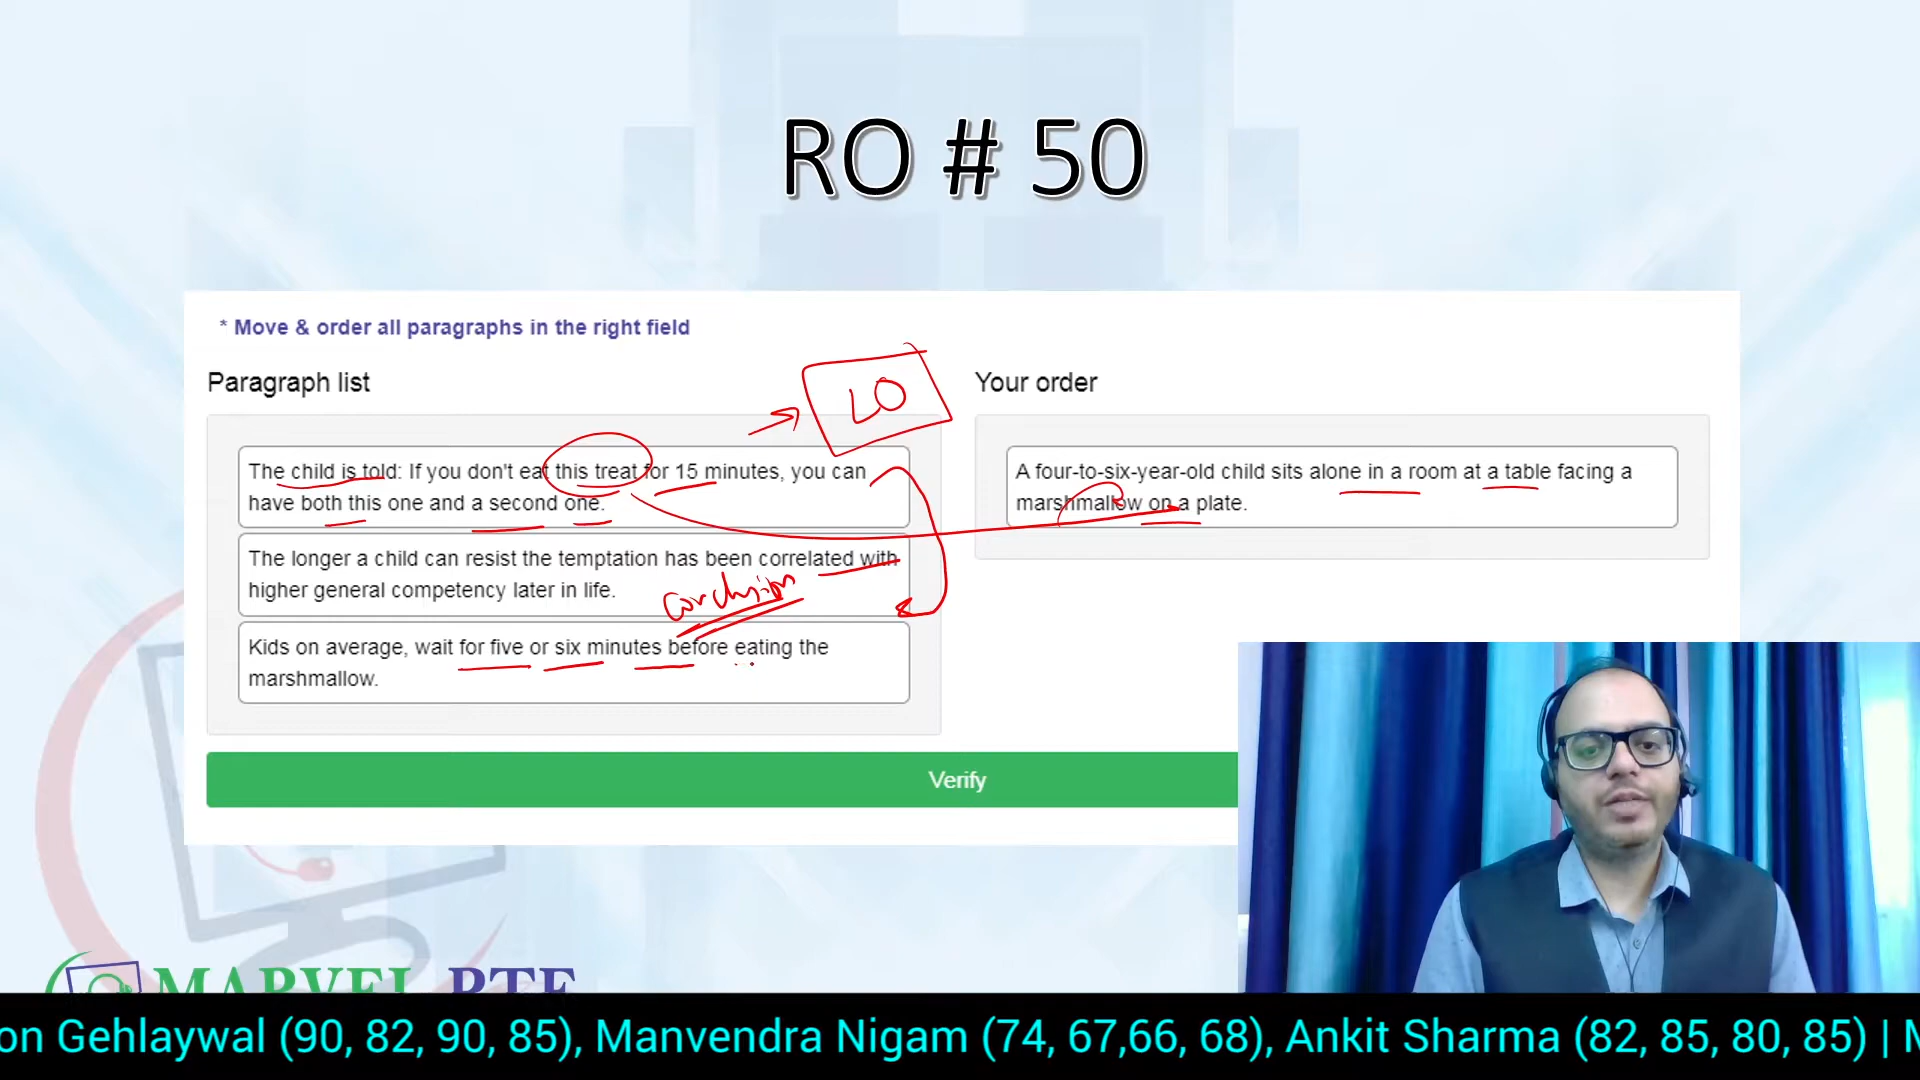 RO # 50
* Move & order all paragraphs in the right field
Paragraph list
LO
Your order
The child is told: If you don't eat this treat for 15 minutes, you can
have both this one and a second one.
A four-to-six-year-old child sits alone in a room at a table facing a
marshmallow on a plate.
The longer a child can resist the temptation has been correlated with
higher general competency later in life.
conclusion
Kids on average, wait for five or six minutes before eating the
marshmallow.
Verify
MARVEL PTE
on Gehlaywal (90, 82, 90, 85), Manvendra Nigam (74, 67,66, 68), Ankit Sharma (82, 85, 80, 85) | M